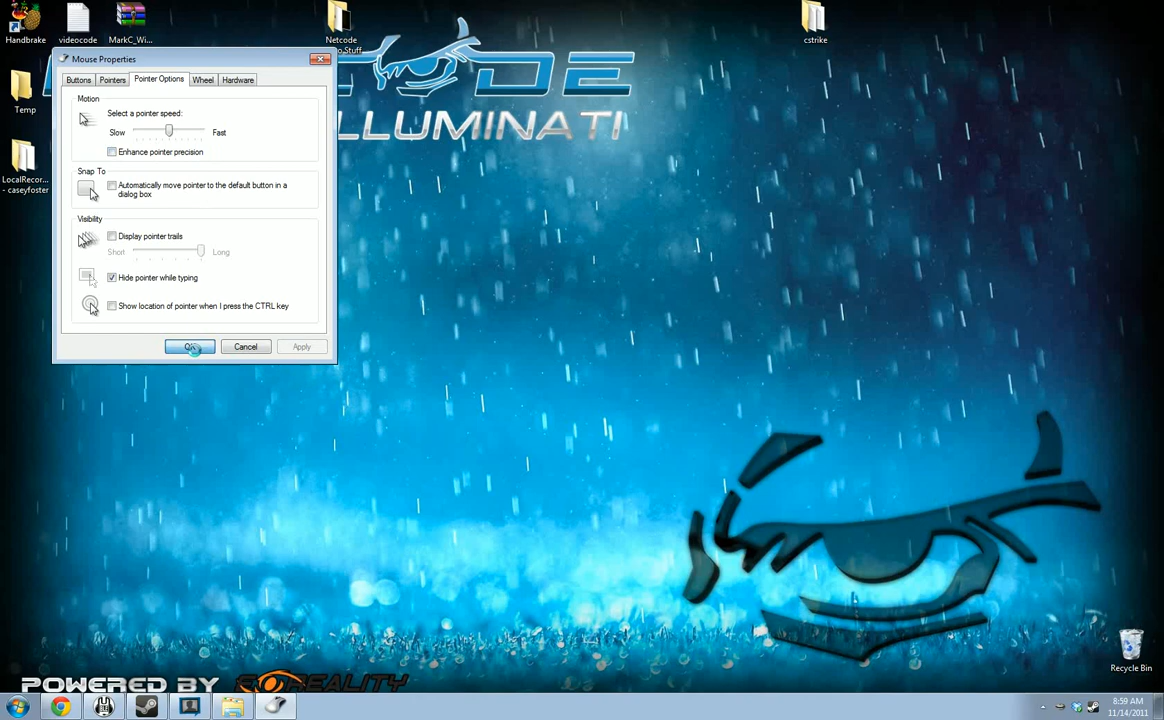 Handbrake
videocode
MarkC_Wi...
Netcode
Stuff
cstrike
Temp
LocalRecor...
- caseyfoster
Mouse Properties
Buttons
Pointers
Pointer Options
Wheel
Hardware
Motion
Select a pointer speed:
Slow
Fast
Enhance pointer precision
Snap To
Automatically move pointer to the default button in a
dialog box
Visibility
Display pointer trails
Short
Long
Hide pointer while typing
Show location of pointer when I press the CTRL key
Cancel
Apply
DE
ILLUMINATI
POWERED BY
Recycle Bin
8:59 AM
11/14/2011